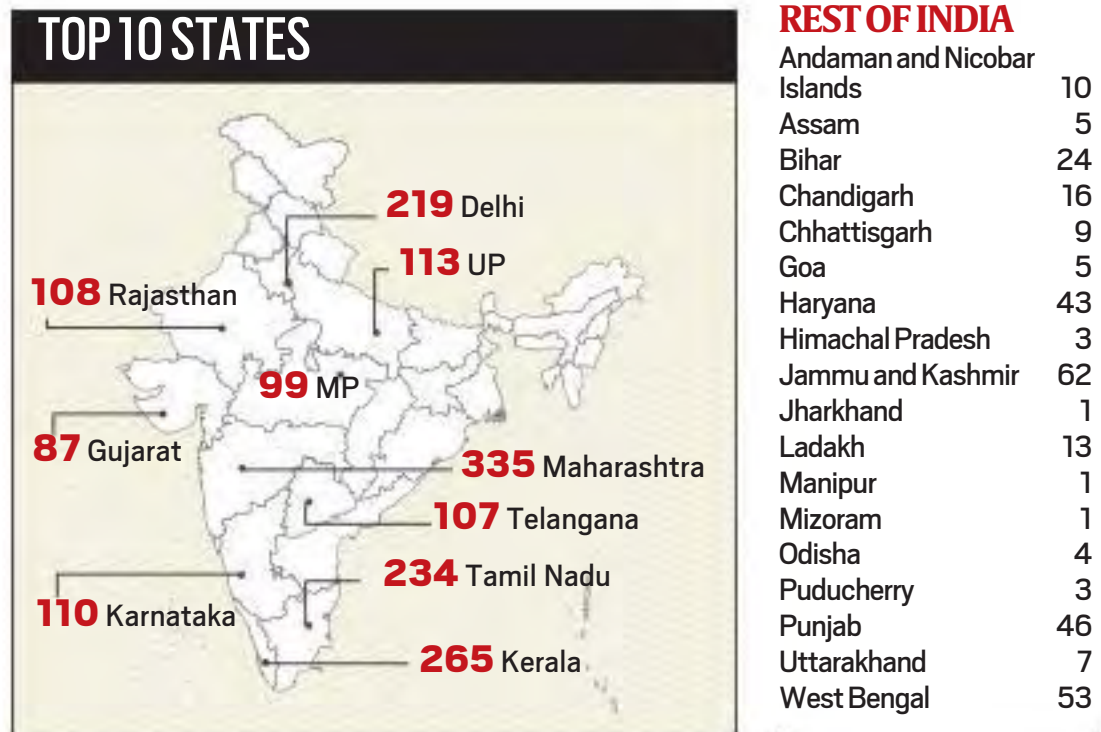 TOP 10 STATES
219 Delhi
113 UP
108 Rajasthan
99 MP
87 Gujarat
335 Maharashtra
107 Telangana
234 Tamil Nadu
110 Karnataka
265 Kerala
REST OF INDIA
Andaman and Nicobar
Islands 10
Assam 5
Bihar 24
Chandigarh 16
Chhattisgarh 9
Goa 5
Haryana 43
Himachal Pradesh 3
Jammu and Kashmir 62
Jharkhand 1
Ladakh 13
Manipur 1
Mizoram 1
Odisha 4
Puducherry 3
Punjab 46
Uttarakhand 7
West Bengal 53